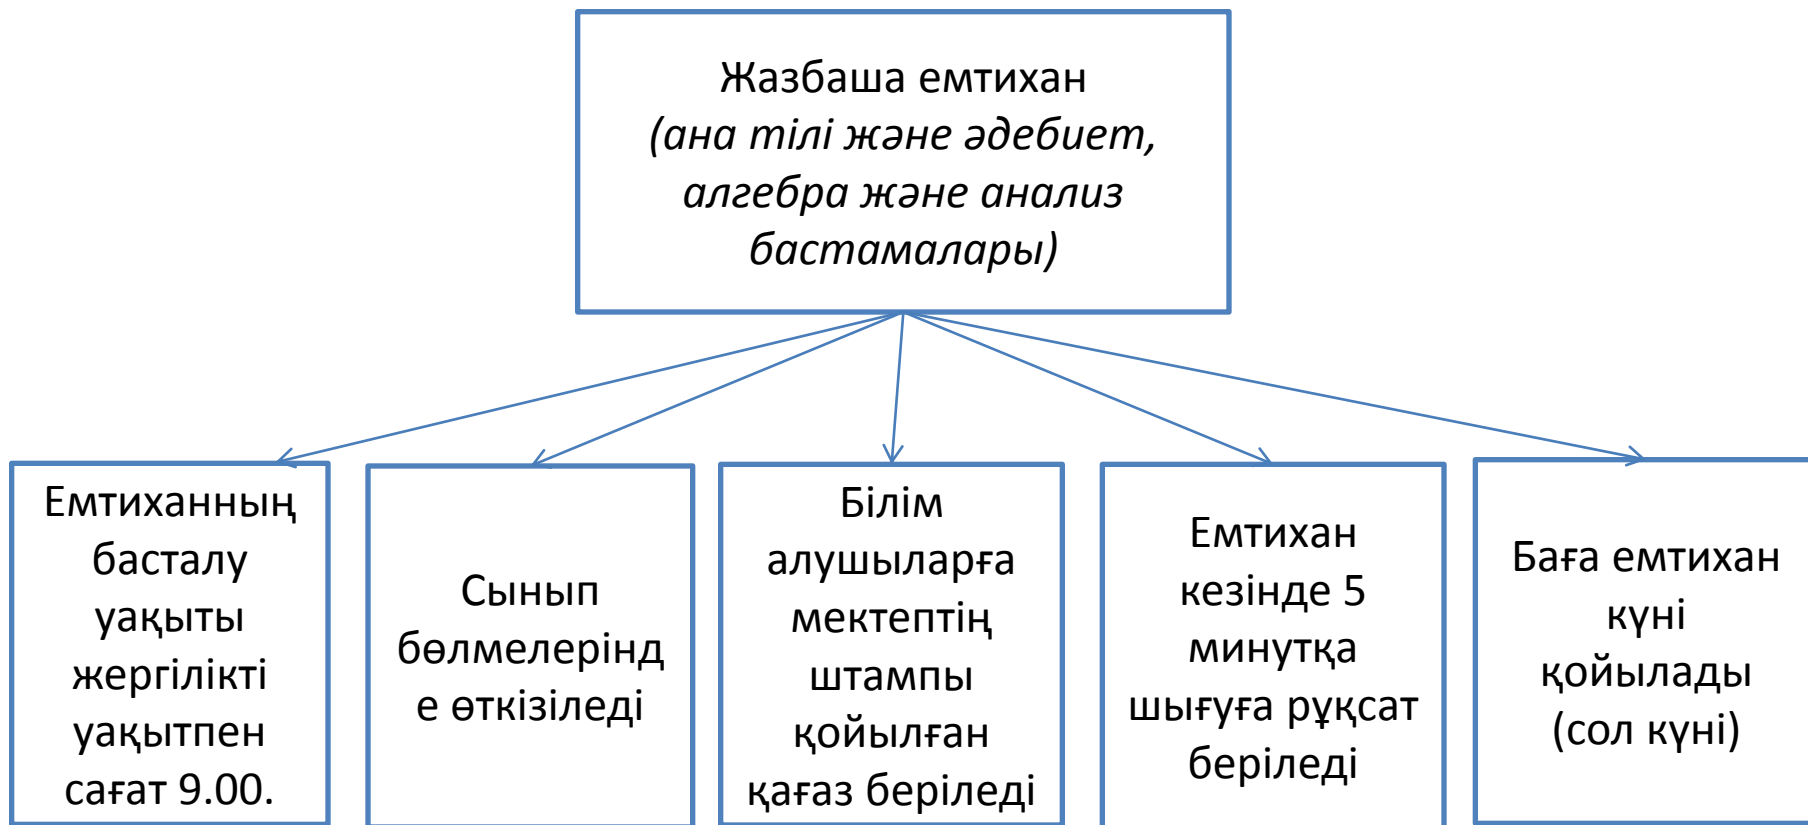 Жазбаша емтихан
(ана тілі және әдебиет,
алгебра және анализ
бастамалары)
Емтиханның
басталу
уақыты
жергілікті
уақытпен
сағат 9.00.
Сынып
бөлмелерінд
е өткізіледі
Білім
алушыларға
мектептің
штампы
қойылған
қағаз беріледі
Емтихан
кезінде 5
минутқа
шығуға рұқсат
беріледі
Баға емтихан
күні
қойылады
(сол күні)